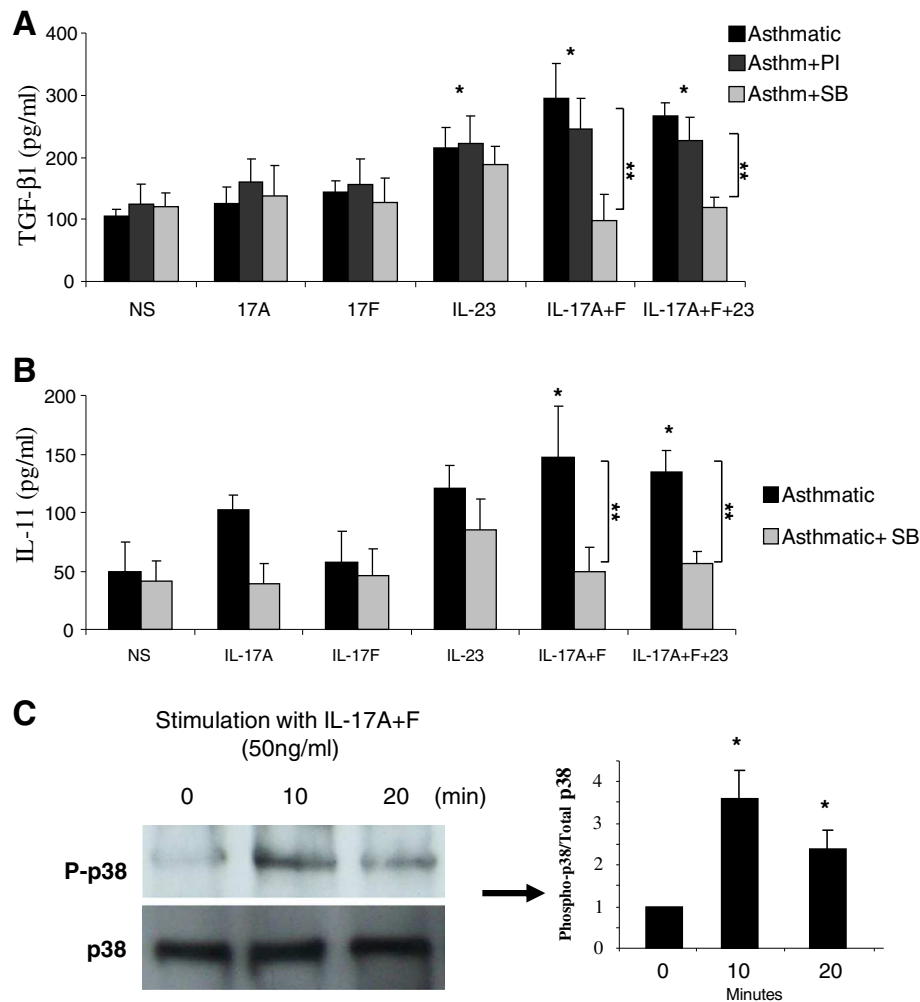 A
400
300
200
100
0
TGF-β1 (pg/ml)
* * *
** **
NS 17A 17F IL-23 IL-17A+F IL-17A+F+23
Asthmatic
Asthm+PI
Asthm+SB
B
200
150
100
50
0
IL-11 (pg/ml)
* *
** **
NS IL-17A IL-17F IL-23 IL-17A+F IL-17A+F+23
Asthmatic
Asthmatic+ SB
C
Stimulation with IL-17A+F
(50ng/ml)
0 10 20 (min)
P-p38
p38
Phospho-p38/Total p38
4
3
2
1
0
* *
0 10 20
Minutes